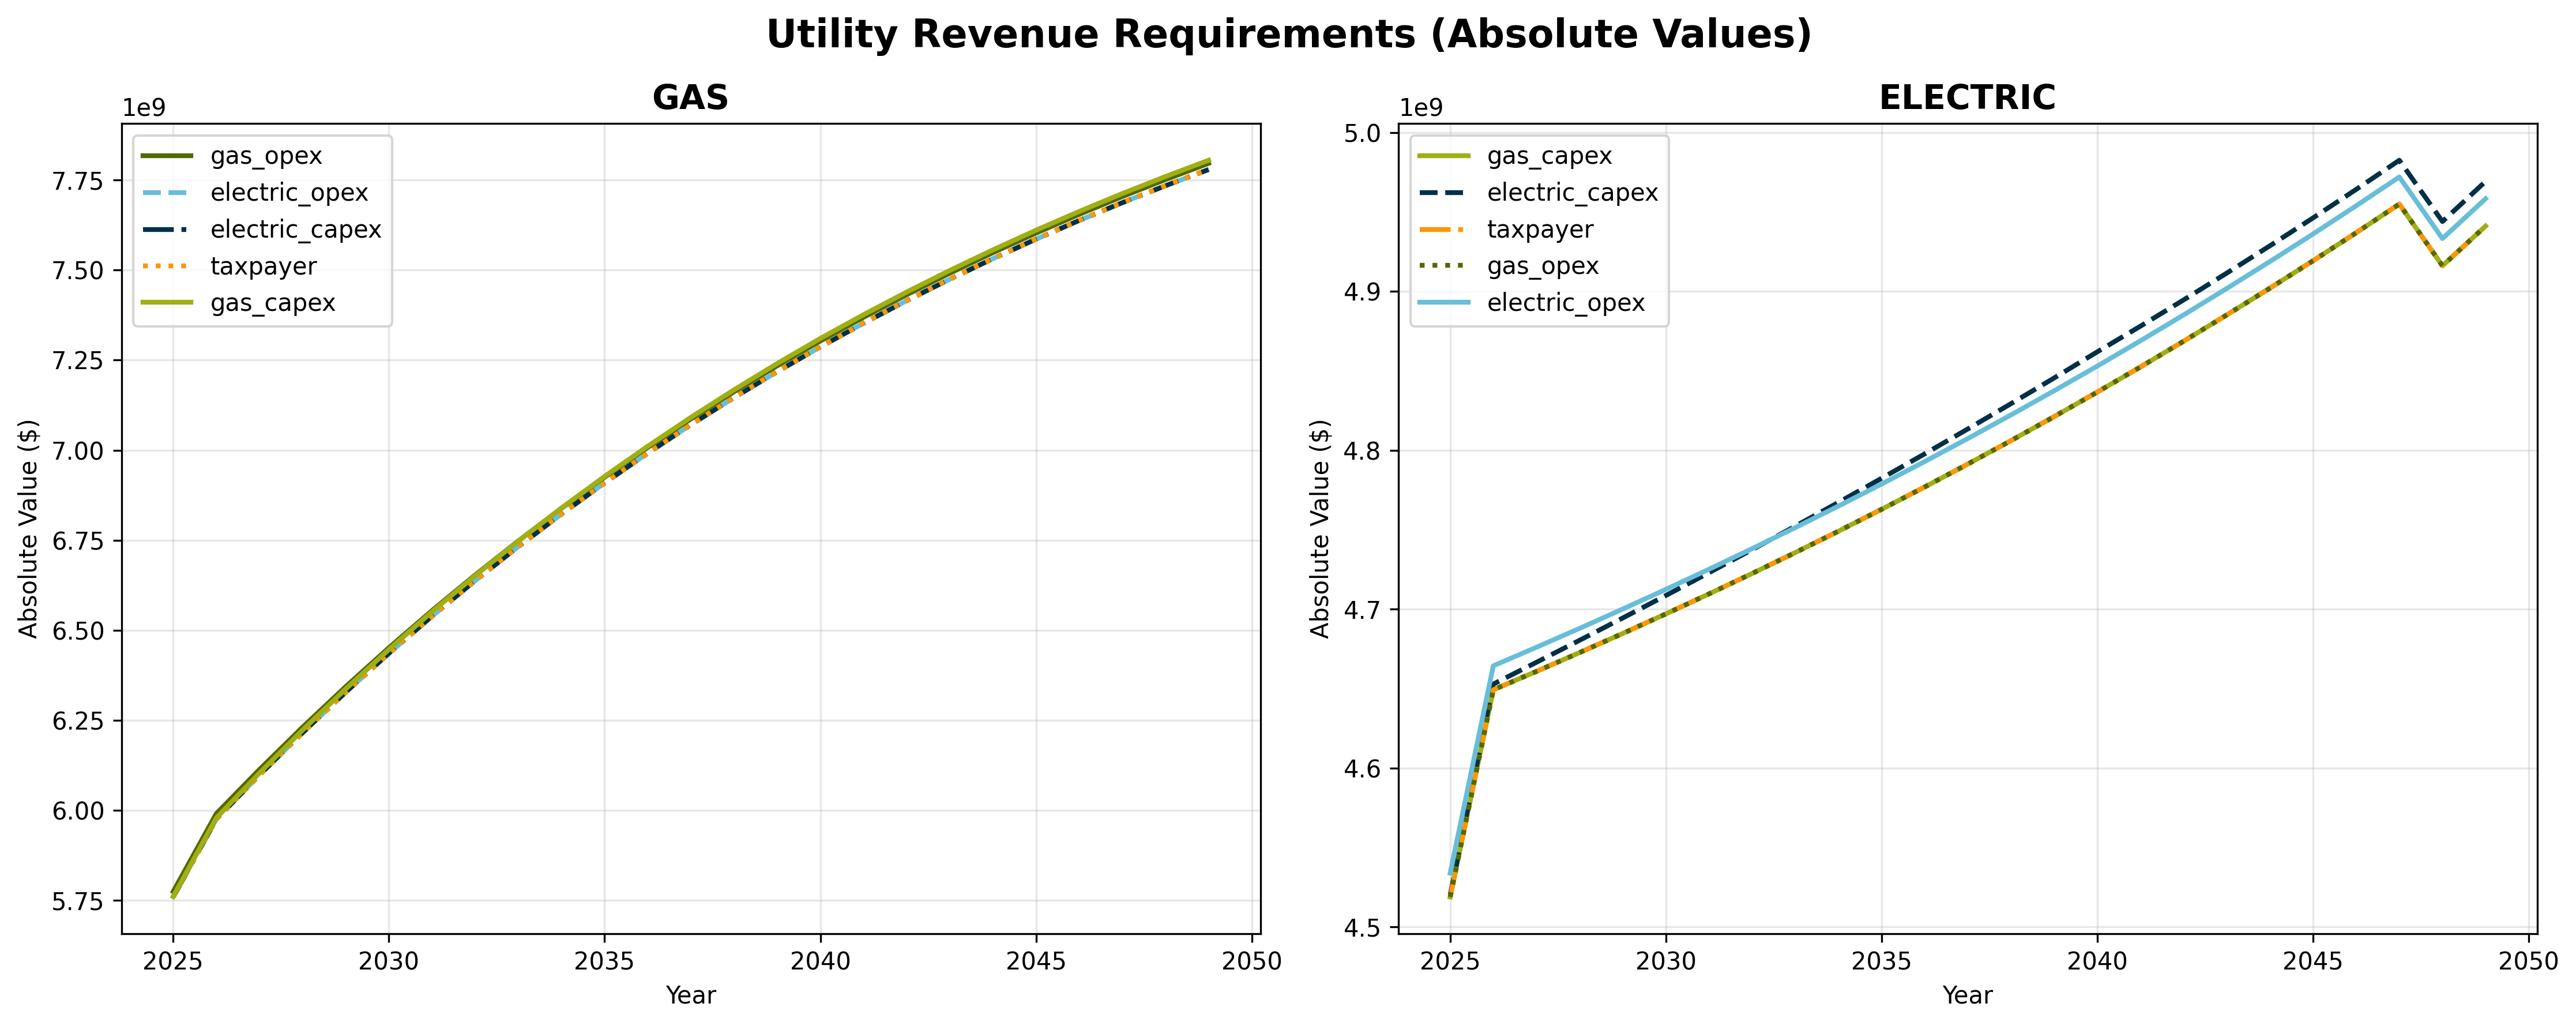 Utility Revenue Requirements (Absolute Values)
GAS
1e9
gas_opex
electric_opex
electric_capex
taxpayer
gas_capex
7.75
7.50
7.25
7.00
6.75
6.50
6.25
6.00
5.75
Absolute Value ($)
2025 2030 2035 2040 2045 2050
Year
ELECTRIC
1e9
gas_capex
electric_capex
taxpayer
gas_opex
electric_opex
5.0
4.9
4.8
4.7
4.6
4.5
Absolute Value ($)
2025 2030 2035 2040 2045 2050
Year